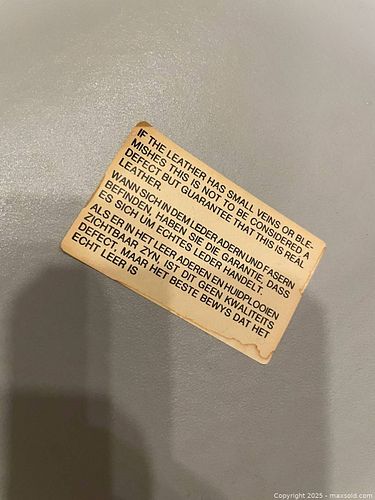 IF THE LEATHER HAS SMALL VEINS OR BLE-
MISHES THIS IS NOT TO BE CONSIDERED A
DEFECT BUT GUARANTEE THAT THIS IS REAL
LEATHER.
WANN SICH IN DEM LEDER ADERN UND FASERN
BEFINDEN, HABEN SIE DIE GARANTIE, DASS
ES SICH UM ECHTES LEDER HANDELT.
ALS ER IN HET LEER ADEREN EN HUIDPLOOIEN
ZICHTBAAR ZYN, IST DIT GEEN KWALITEITS
DEFECT, MAAR HET BESTE BEWYS DAT HET
ECHT LEER IS
Copyright 2025 - maxsold.com